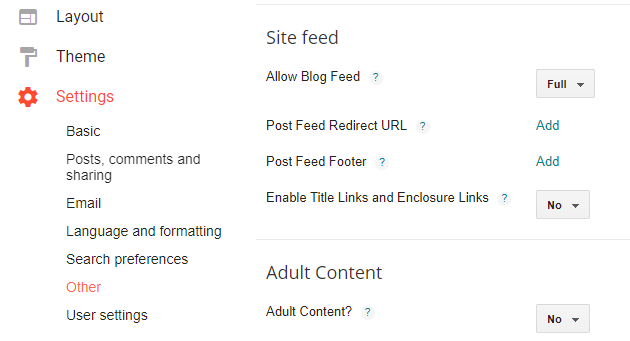 Layout
Theme
Settings
Basic
Posts, comments and
sharing
Email
Language and formatting
Search preferences
Other
User settings
Site feed
Allow Blog Feed ?
Full
Post Feed Redirect URL ?
Add
Post Feed Footer ?
Add
Enable Title Links and Enclosure Links ?
No
Adult Content
Adult Content? ?
No